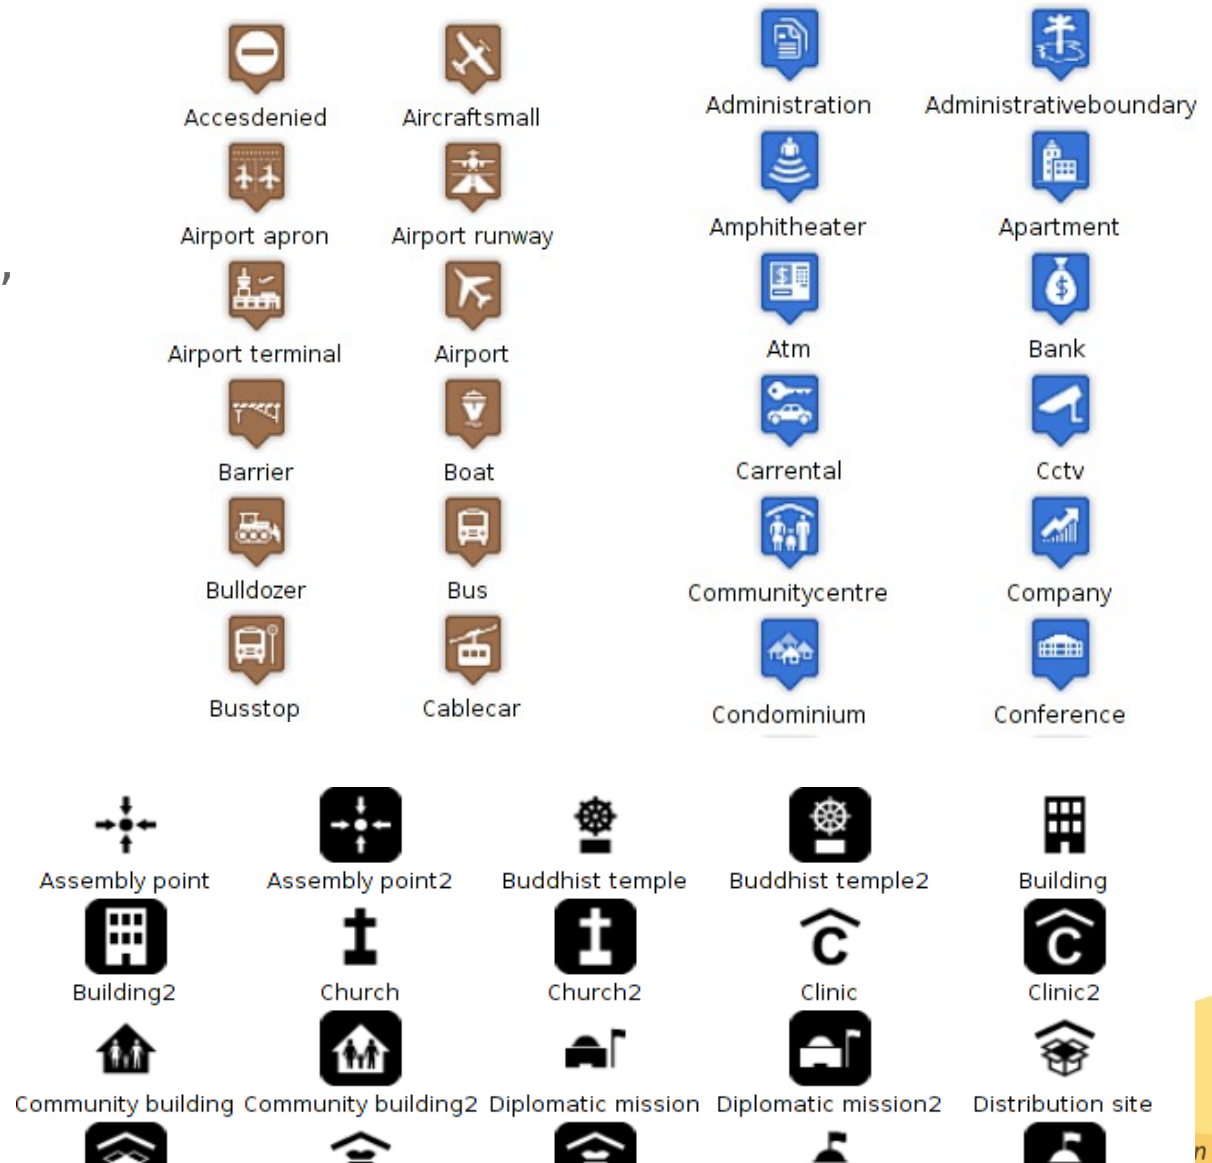 ,
Accesdenied Aircraftsmall
Airport apron Airport runway
Airport terminal Airport
Barrier Boat
Bulldozer Bus
Busstop Cablecar
Administration Administrativeboundary
Amphitheater Apartment
Atm Bank
Carrental Cctv
Communitycentre Company
Condominium Conference
Assembly point Assembly point2 Buddhist temple Buddhist temple2 Building
Building2 Church Church2 Clinic Clinic2
Community building Community building2 Diplomatic mission Diplomatic mission2 Distribution site
n